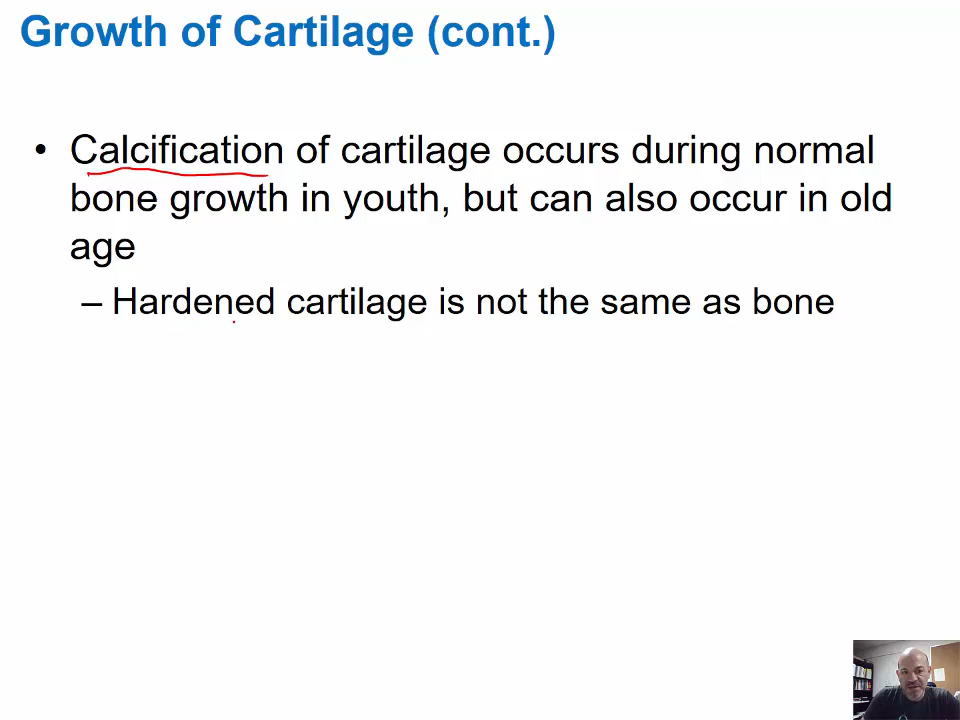 Growth of Cartilage (cont.)
• Calcification of cartilage occurs during normal
bone growth in youth, but can also occur in old
age
– Hardened cartilage is not the same as bone